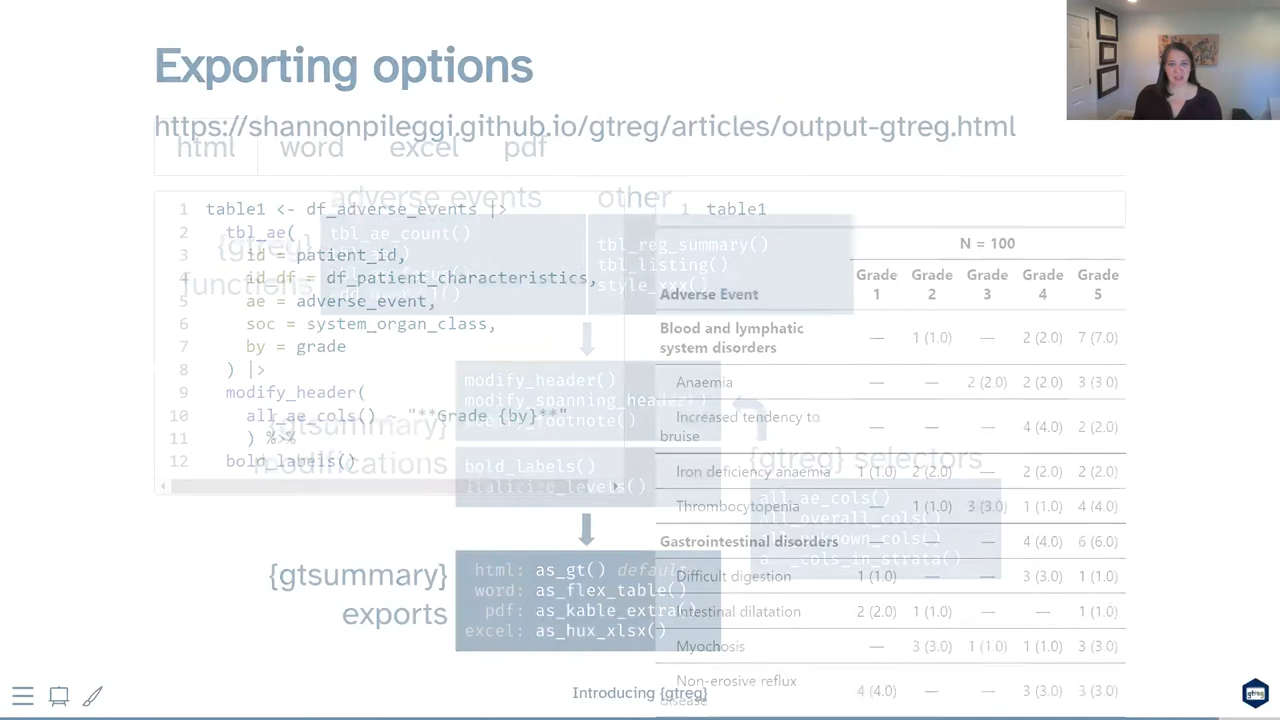 Exporting options
https://shannonpileggi.github.io/gtreg/articles/output-gtreg.html
html word excel pdf
adverse events other
1 table1 <- df_adverse_events |>
2 tbl_ae(
3 id = patient_id,
4 id_df = df_patient_characteristics,
5 ae = adverse_event,
6 soc = system_organ_class,
7 by = grade
8 ) |>
9 modify_header(
10 all_ae_cols() ~ "**Grade {by}**"
11 ) %>%
12 bold_labels()
{gtreg}
functions
tbl_ae_count()
tbl_reg_summary()
tbl_listing()
style_xxx()
{gtsummary}
modifications
modify_header()
modify_spanning_header()
bold_labels()
italicize_levels()
{gtreg} selectors
all_ae_cols()
all_overall_cols()
all_unknown_cols()
{gtsummary}
exports
html: as_gt() default
word: as_flex_table()
pdf: as_kable_extra()
excel: as_hux_xlsx()
1 table1
N = 100
Adverse Event Grade 1 Grade 2 Grade 3 Grade 4 Grade 5
Blood and lymphatic
system disorders — 1 (1.0) — 2 (2.0) 7 (7.0)
Anaemia — — 2 (2.0) 2 (2.0) 3 (3.0)
Increased tendency to
bruise — — — 4 (4.0) 2 (2.0)
Iron deficiency anaemia 1 (1.0) 2 (2.0) — 2 (2.0) 2 (2.0)
Thrombocytopenia — 1 (1.0) 3 (3.0) 1 (1.0) 4 (4.0)
Gastrointestinal disorders — — — 4 (4.0) 6 (6.0)
Difficult digestion 1 (1.0) — — 3 (3.0) 1 (1.0)
Intestinal dilatation 2 (2.0) 1 (1.0) — — 1 (1.0)
Myochosis — 3 (3.0) 1 (1.0) 1 (1.0) 3 (3.0)
Non-erosive reflux
disease 4 (4.0) — — 3 (3.0) 3 (3.0)
Introducing {gtreg}
gtreg